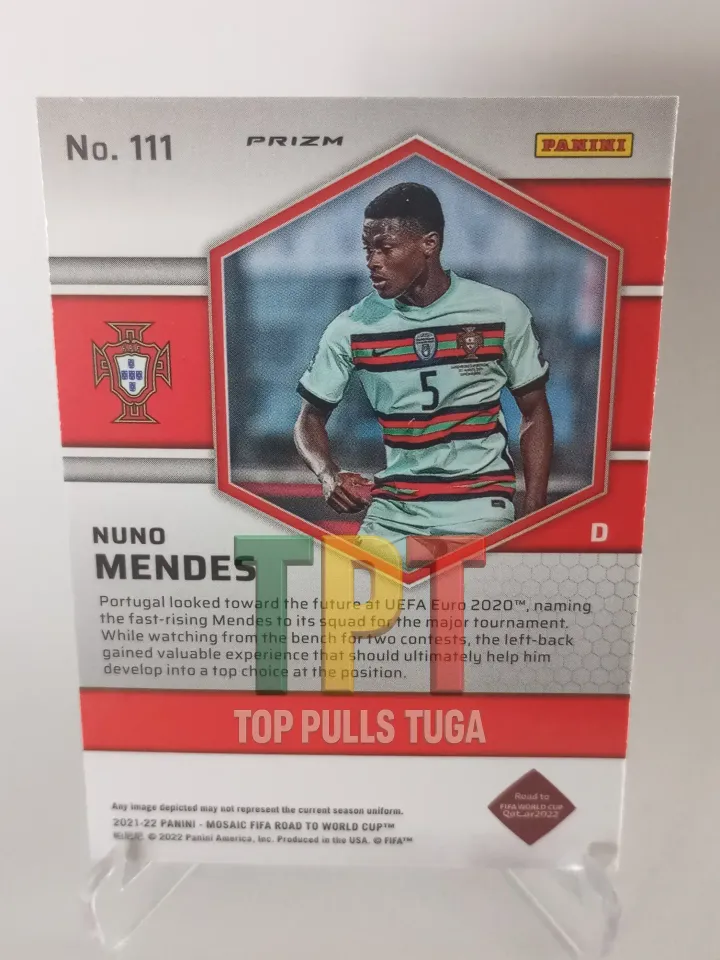 No. 111
PRIZM
PANINI
5
D
NUNO
MENDES
Portugal looked toward the future at UEFA Euro 2020™, naming
the fast-rising Mendes to its squad for the major tournament.
While watching from the bench for two contests, the left-back
gained valuable experience that should ultimately help him
develop into a top choice at the position.
TPT
TOP PULLS TUGA
Any image depicted may not represent the current season uniform.
2021-22 PANINI - MOSAIC FIFA ROAD TO WORLD CUP™
© 2022 Panini America, Inc. Produced in the USA. © FIFA™
Road to
FIFA WORLD CUP
Qatar2022